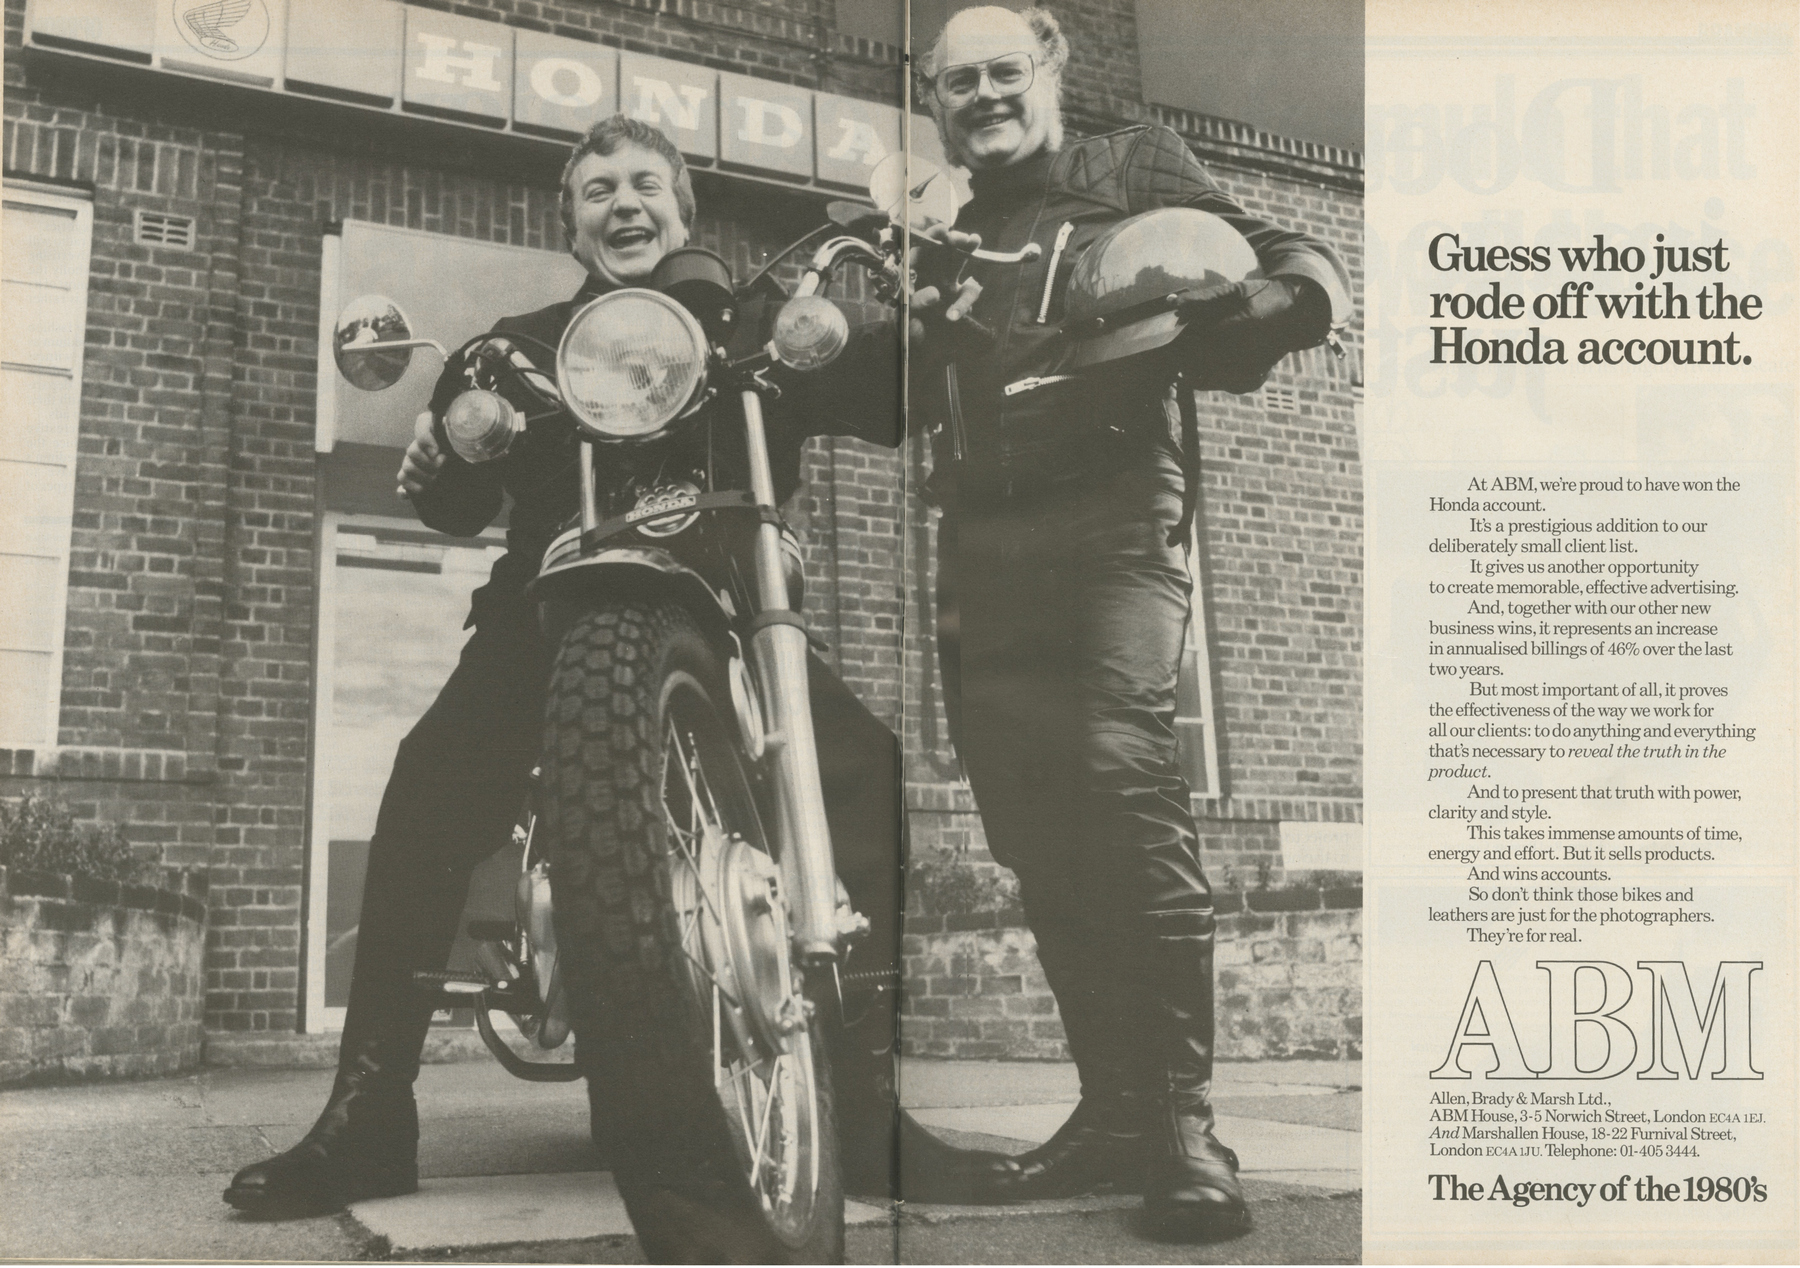 Honda
HONDA
HONDA
Guess who just
rode off with the
Honda account.
At ABM, we're proud to have won the
Honda account.
It's a prestigious addition to our
deliberately small client list.
It gives us another opportunity
to create memorable, effective advertising.
And, together with our other new
business wins, it represents an increase
in annualised billings of 46% over the last
two years.
But most important of all, it proves
the effectiveness of the way we work for
all our clients: to do anything and everything
that's necessary to reveal the truth in the
product.
And to present that truth with power,
clarity and style.
This takes immense amounts of time,
energy and effort. But it sells products.
And wins accounts.
So don't think those bikes and
leathers are just for the photographers.
They're for real.
ABM
Allen, Brady & Marsh Ltd.,
ABM House, 3-5 Norwich Street, London EC4A 1EJ.
And Marshallen House, 18-22 Furnival Street,
London EC4A 1JU. Telephone: 01-405 3444.
The Agency of the 1980's